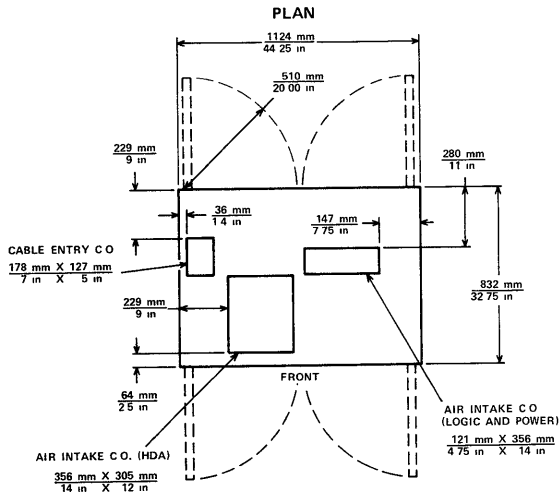 PLAN
1124 mm
44 25 in
510 mm
20 00 in
229 mm
9 in
280 mm
11 in
36 mm
1 4 in
147 mm
7 75 in
CABLE ENTRY C O
178 mm X 127 mm
7 in X 5 in
832 mm
32 75 in
229 mm
9 in
FRONT
64 mm
2 5 in
AIR INTAKE C O
(LOGIC AND POWER)
121 mm X 356 mm
4 75 in X 14 in
AIR INTAKE C O. (HDA)
356 mm X 305 mm
14 in X 12 in